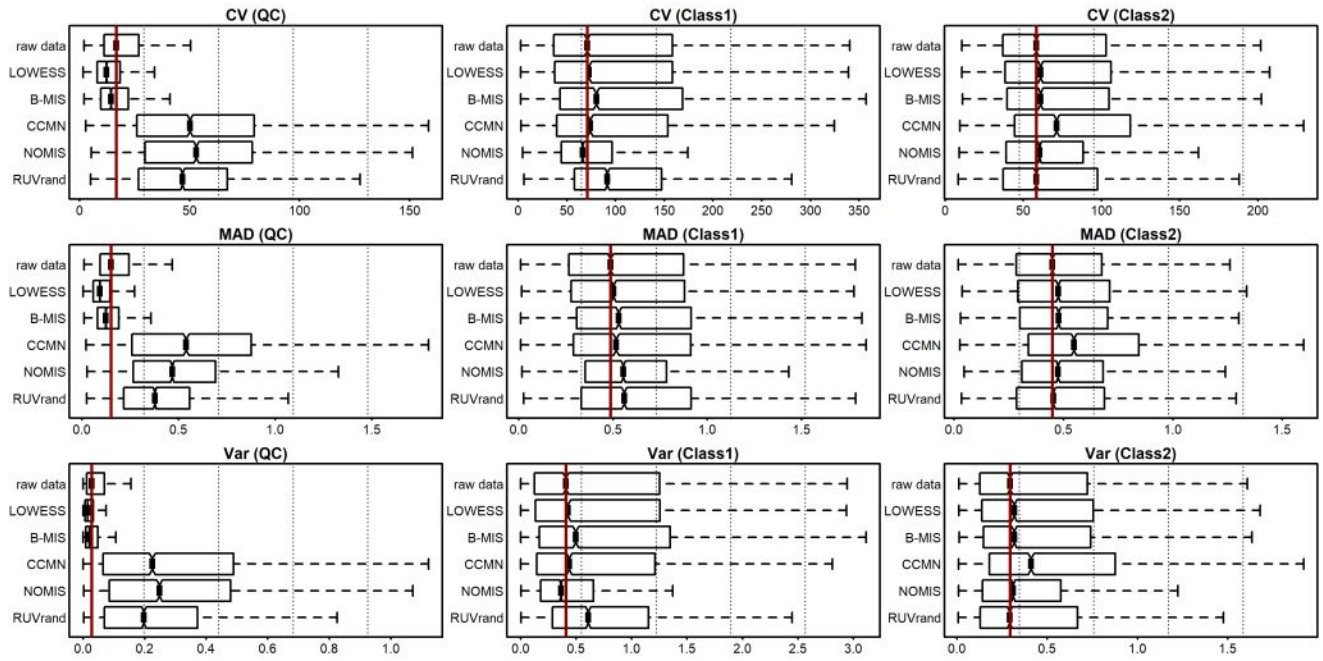 CV (QC)
raw data
LOWESS
B-MIS
CCMN
NOMIS
RUVrand
0 50 100 150
CV (Class1)
raw data
LOWESS
B-MIS
CCMN
NOMIS
RUVrand
0 50 100 150 200 250 300 350
CV (Class2)
raw data
LOWESS
B-MIS
CCMN
NOMIS
RUVrand
0 50 100 150 200
MAD (QC)
raw data
LOWESS
B-MIS
CCMN
NOMIS
RUVrand
0.0 0.5 1.0 1.5
MAD (Class1)
raw data
LOWESS
B-MIS
CCMN
NOMIS
RUVrand
0.0 0.5 1.0 1.5
MAD (Class2)
raw data
LOWESS
B-MIS
CCMN
NOMIS
RUVrand
0.0 0.5 1.0 1.5
Var (QC)
raw data
LOWESS
B-MIS
CCMN
NOMIS
RUVrand
0.0 0.2 0.4 0.6 0.8 1.0
Var (Class1)
raw data
LOWESS
B-MIS
CCMN
NOMIS
RUVrand
0.0 0.5 1.0 1.5 2.0 2.5 3.0
Var (Class2)
raw data
LOWESS
B-MIS
CCMN
NOMIS
RUVrand
0.0 0.5 1.0 1.5